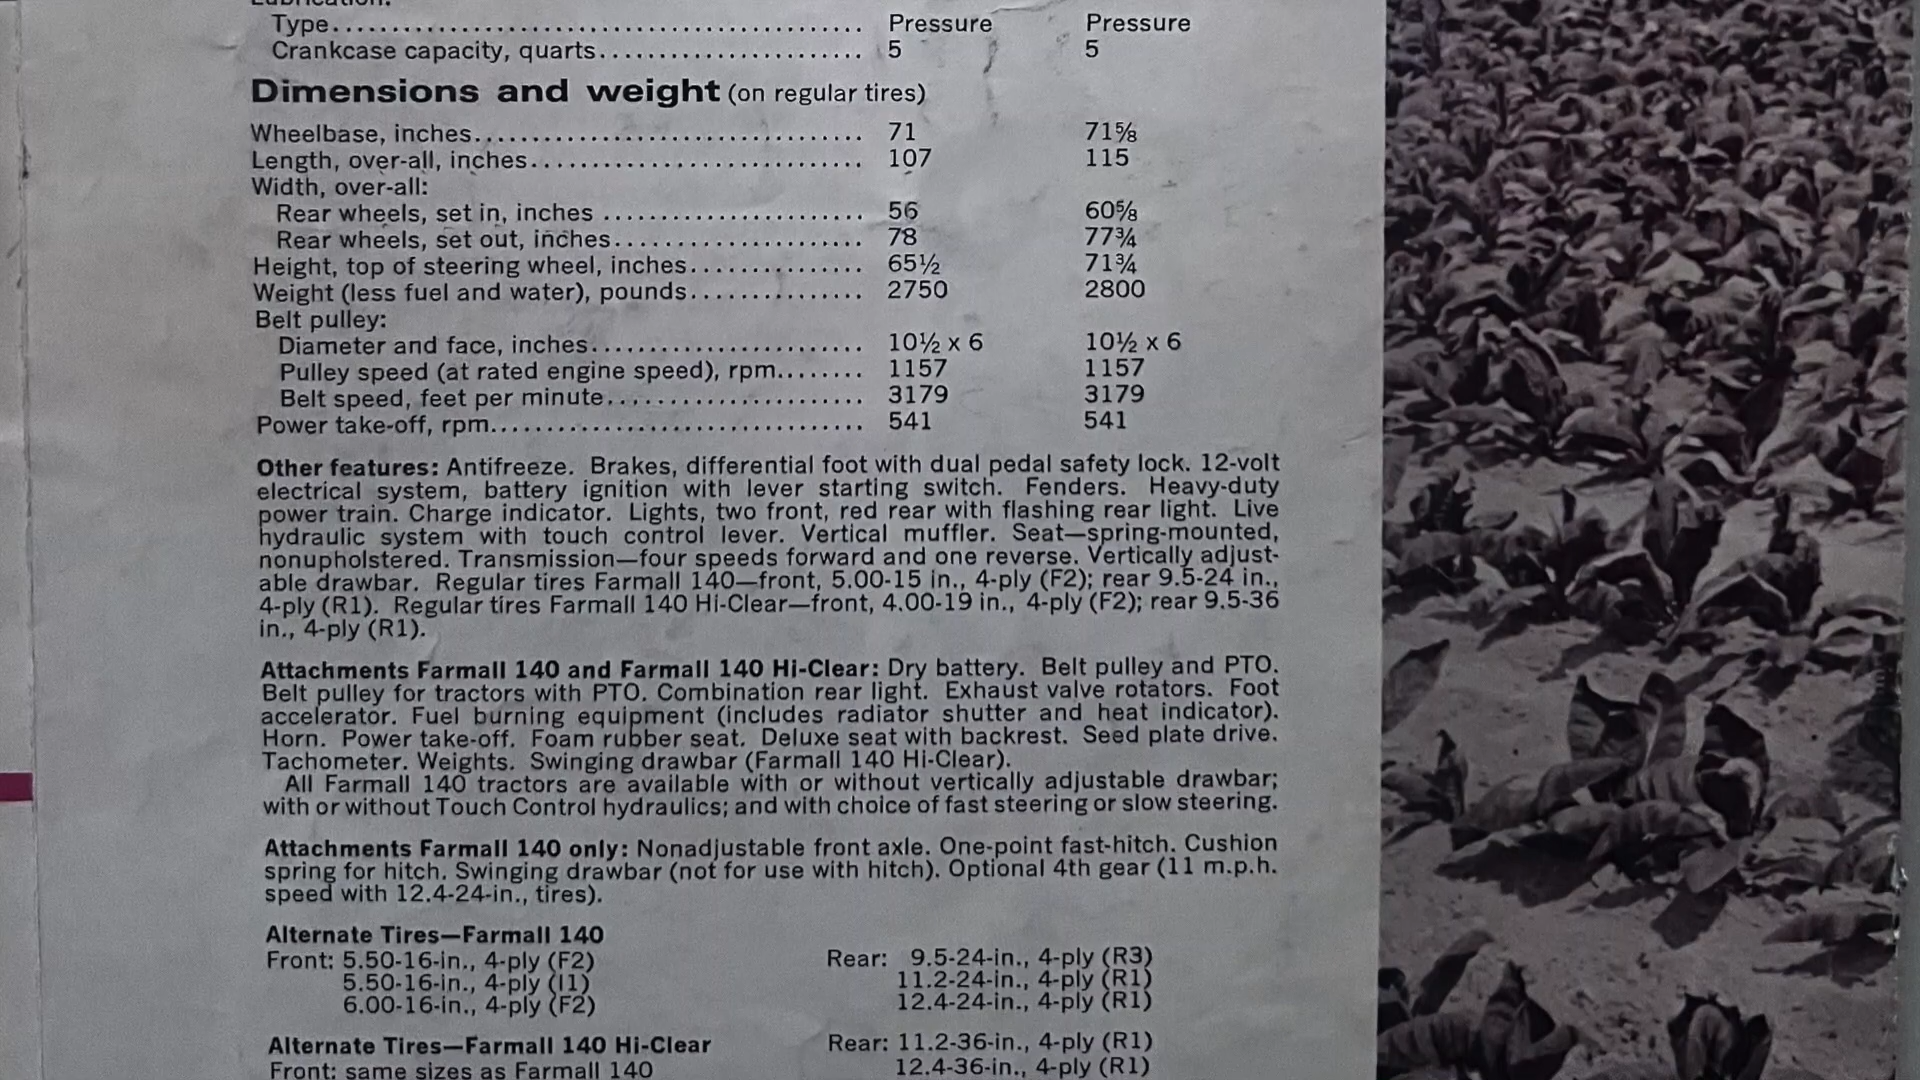 Lubrication:
Type........................................ Pressure Pressure
Crankcase capacity, quarts...................... 5 5
Dimensions and weight (on regular tires)
Wheelbase, inches................................. 71 71⅝
Length, over-all, inches............................ 107 115
Width, over-all:
Rear wheels, set in, inches ....................... 56 60⅝
Rear wheels, set out, inches...................... 78 77¾
Height, top of steering wheel, inches............... 65½ 71¾
Weight (less fuel and water), pounds............... 2750 2800
Belt pulley:
Diameter and face, inches........................ 10½ x 6 10½ x 6
Pulley speed (at rated engine speed), rpm........ 1157 1157
Belt speed, feet per minute....................... 3179 3179
Power take-off, rpm................................ 541 541
Other features: Antifreeze. Brakes, differential foot with dual pedal safety lock. 12-volt
electrical system, battery ignition with lever starting switch. Fenders. Heavy-duty
power train. Charge indicator. Lights, two front, red rear with flashing rear light. Live
hydraulic system with touch control lever. Vertical muffler. Seat—spring-mounted,
nonupholstered. Transmission—four speeds forward and one reverse. Vertically adjust-
able drawbar. Regular tires Farmall 140—front, 5.00-15 in., 4-ply (F2); rear 9.5-24 in.,
4-ply (R1). Regular tires Farmall 140 Hi-Clear—front, 4.00-19 in., 4-ply (F2); rear 9.5-36
in., 4-ply (R1).
Attachments Farmall 140 and Farmall 140 Hi-Clear: Dry battery. Belt pulley and PTO.
Belt pulley for tractors with PTO. Combination rear light. Exhaust valve rotators. Foot
accelerator. Fuel burning equipment (includes radiator shutter and heat indicator).
Horn. Power take-off. Foam rubber seat. Deluxe seat with backrest. Seed plate drive.
Tachometer. Weights. Swinging drawbar (Farmall 140 Hi-Clear).
All Farmall 140 tractors are available with or without vertically adjustable drawbar;
with or without Touch Control hydraulics; and with choice of fast steering or slow steering.
Attachments Farmall 140 only: Nonadjustable front axle. One-point fast-hitch. Cushion
spring for hitch. Swinging drawbar (not for use with hitch). Optional 4th gear (11 m.p.h.
speed with 12.4-24-in., tires).
Alternate Tires—Farmall 140
Front: 5.50-16-in., 4-ply (F2) Rear: 9.5-24-in., 4-ply (R3)
5.50-16-in., 4-ply (I1) 11.2-24-in., 4-ply (R1)
6.00-16-in., 4-ply (F2) 12.4-24-in., 4-ply (R1)
Alternate Tires—Farmall 140 Hi-Clear Rear: 11.2-36-in., 4-ply (R1)
Front: same sizes as Farmall 140 12.4-36-in., 4-ply (R1)